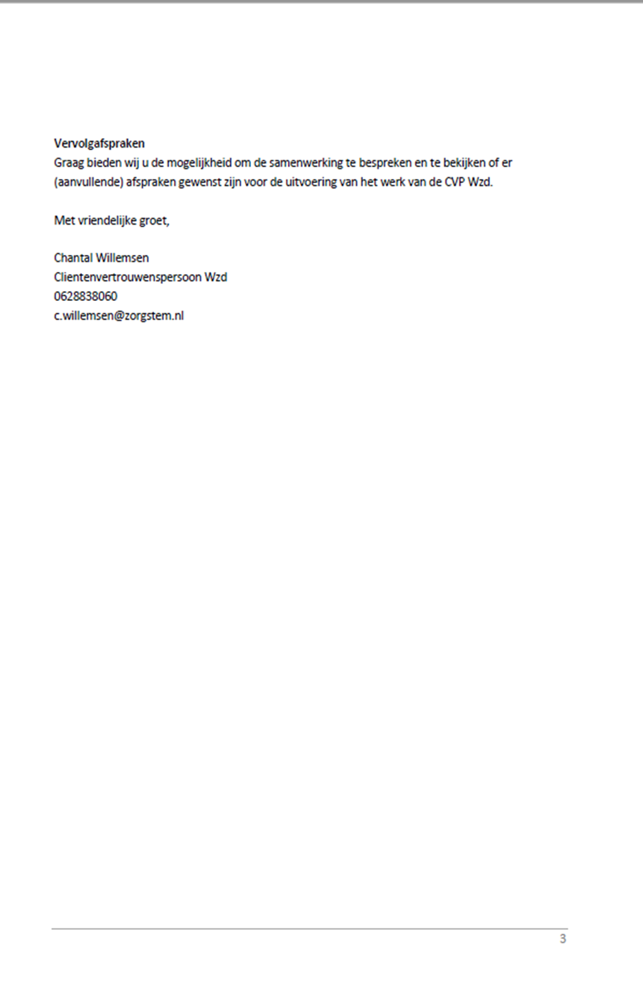 Vervolgafspraken
Graag bieden wij u de mogelijkheid om de samenwerking te bespreken en te bekijken of er
(aanvullende) afspraken gewenst zijn voor de uitvoering van het werk van de CVP Wzd.
Met vriendelijke groet,
Chantal Willemsen
Clientenvertrouwenspersoon Wzd
0628838060
c.willemsen@zorgstem.nl
3